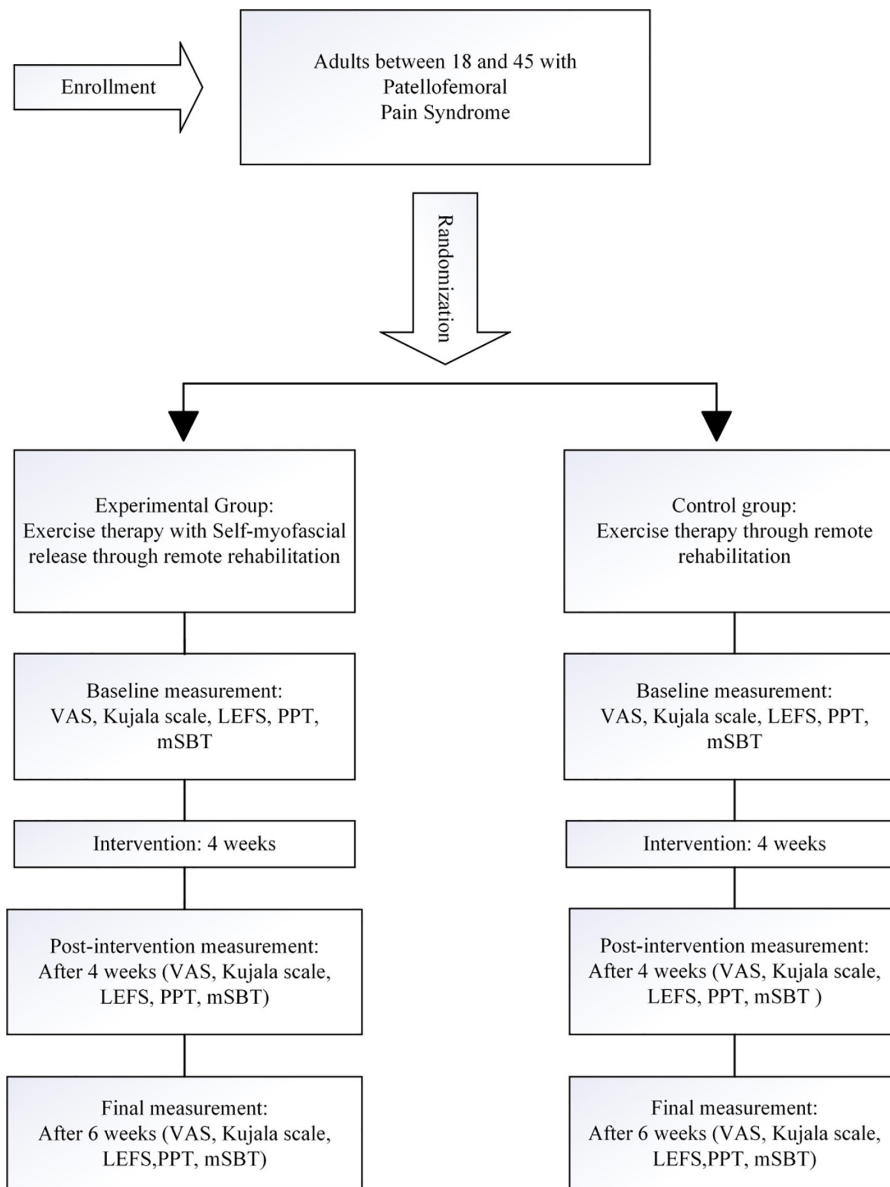 Enrollment
Adults between 18 and 45 with
Patellofemoral
Pain Syndrome
Randomization
Experimental Group:
Exercise therapy with Self-myofascial
release through remote rehabilitation
Control group:
Exercise therapy through remote
rehabilitation
Baseline measurement:
VAS, Kujala scale, LEFS, PPT,
mSBT
Baseline measurement:
VAS, Kujala scale, LEFS, PPT,
mSBT
Intervention: 4 weeks
Intervention: 4 weeks
Post-intervention measurement:
After 4 weeks (VAS, Kujala scale,
LEFS, PPT, mSBT)
Post-intervention measurement:
After 4 weeks (VAS, Kujala scale,
LEFS, PPT, mSBT )
Final measurement:
After 6 weeks (VAS, Kujala scale,
LEFS,PPT, mSBT)
Final measurement:
After 6 weeks (VAS, Kujala scale,
LEFS,PPT, mSBT)